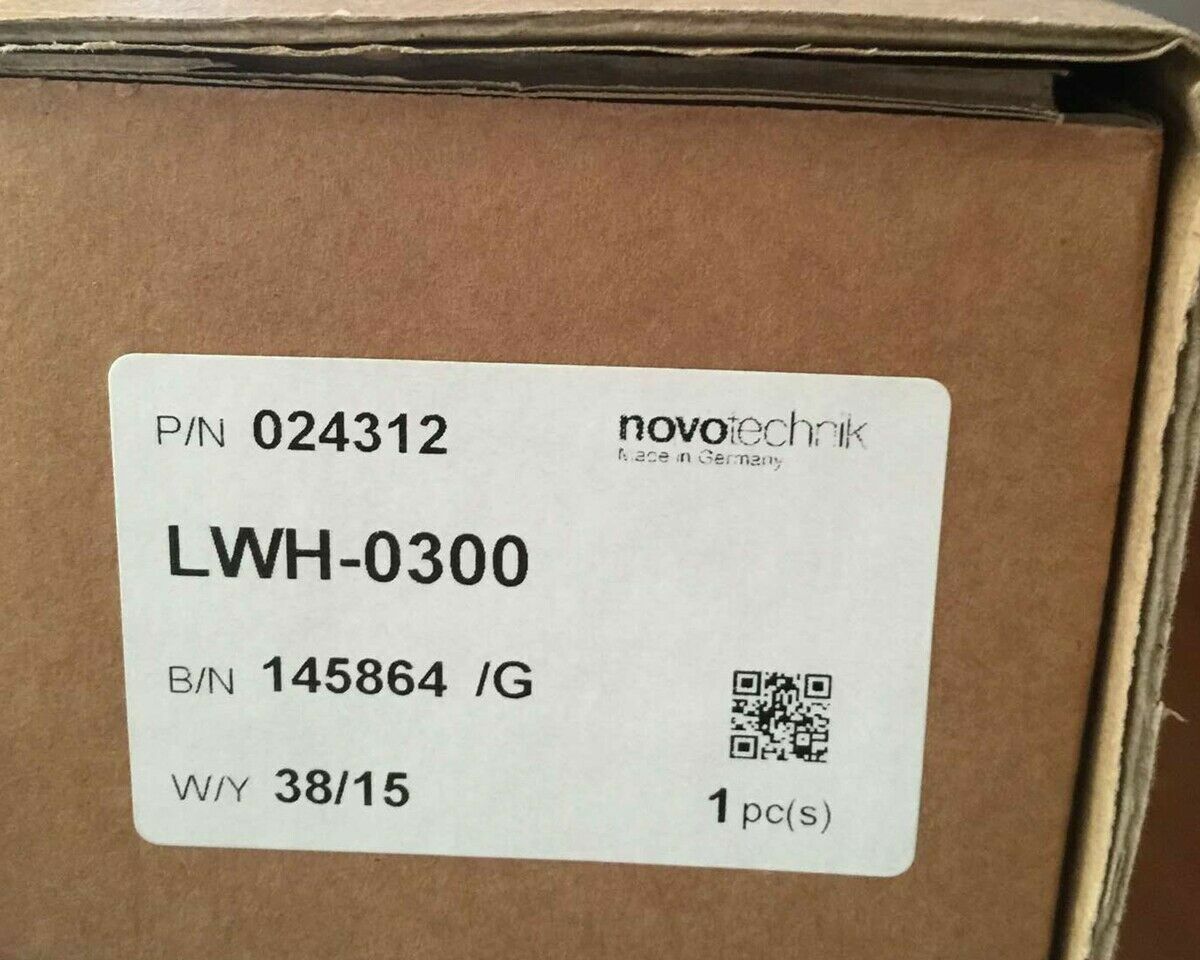 P/N 024312
novotechnik
Made in Germany
LWH-0300
B/N 145864 /G
W/Y 38/15
1 pc(s)